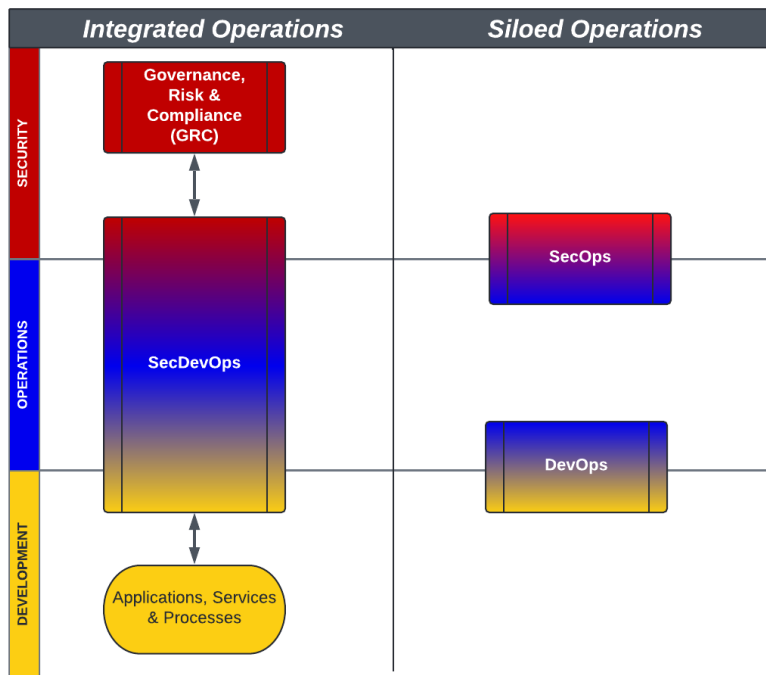 Integrated Operations
Siloed Operations
SECURITY
Governance,
Risk &
Compliance
(GRC)
SecOps
OPERATIONS
SecDevOps
DevOps
DEVELOPMENT
Applications, Services
& Processes